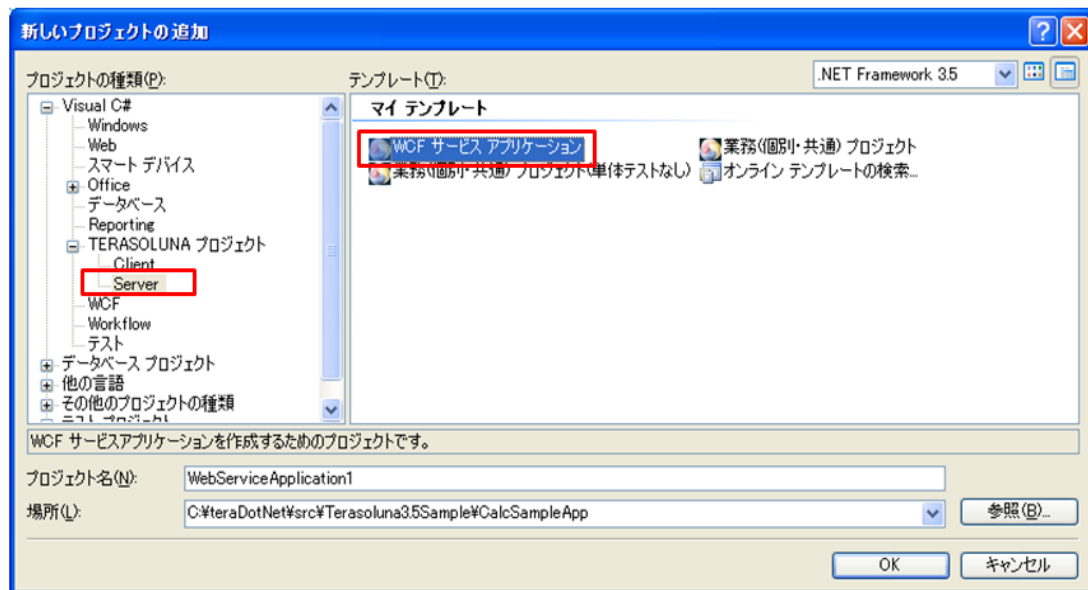 新しいプロジェクトの追加
プロジェクトの種類(P):
テンプレート(T):
.NET Framework 3.5
Visual C#
Windows
Web
スマート デバイス
Office
データベース
Reporting
TERASOLUNA プロジェクト
Client
Server
WCF
Workflow
テスト
データベース プロジェクト
他の言語
その他のプロジェクトの種類
テスト プロジェクト
マイ テンプレート
WCF サービス アプリケーション
業務(個別・共通) プロジェクト
業務(個別・共通) プロジェクト(単体テストなし)
オンライン テンプレートの検索...
WCF サービスアプリケーションを作成するためのプロジェクトです。
プロジェクト名(N):
WebServiceApplication1
場所(L):
C:¥teraDotNet¥src¥Terasoluna3.5Sample¥CalcSampleApp
参照(B)...
OK
キャンセル